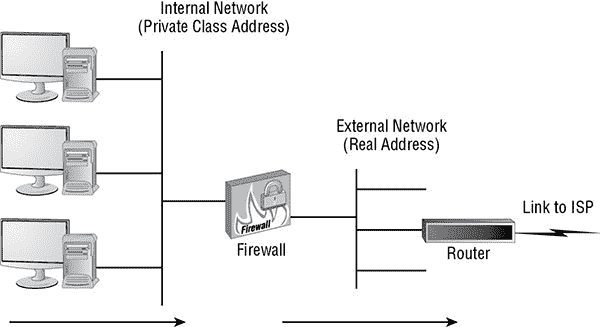 Internal Network
(Private Class Address)
External Network
(Real Address)
Link to ISP
Firewall
Firewall
Router